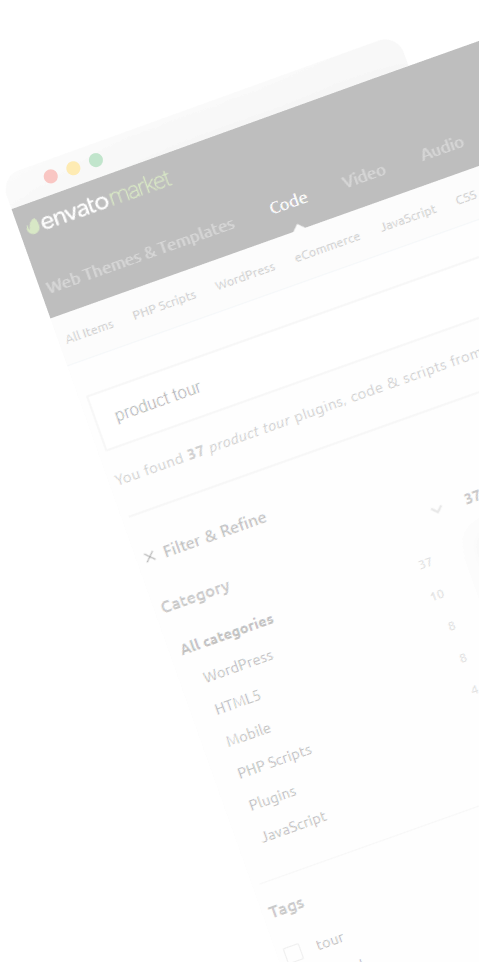 envato market
Web Themes & Templates Code Video Audio
All Items PHP Scripts WordPress eCommerce JavaScript CSS
product tour
You found 37 product tour plugins, code & scripts from
Filter & Refine
37
Category
All categories 37
WordPress 10
HTML5 8
Mobile 8
PHP Scripts 4
Plugins
JavaScript
Tags
tour